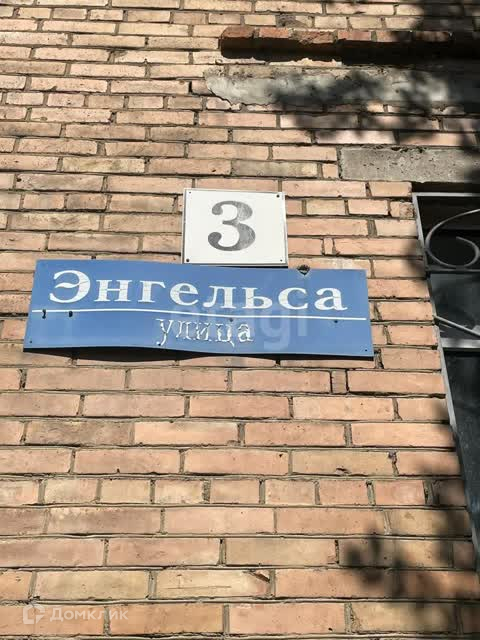 3
Энгельса
улица
Домклик